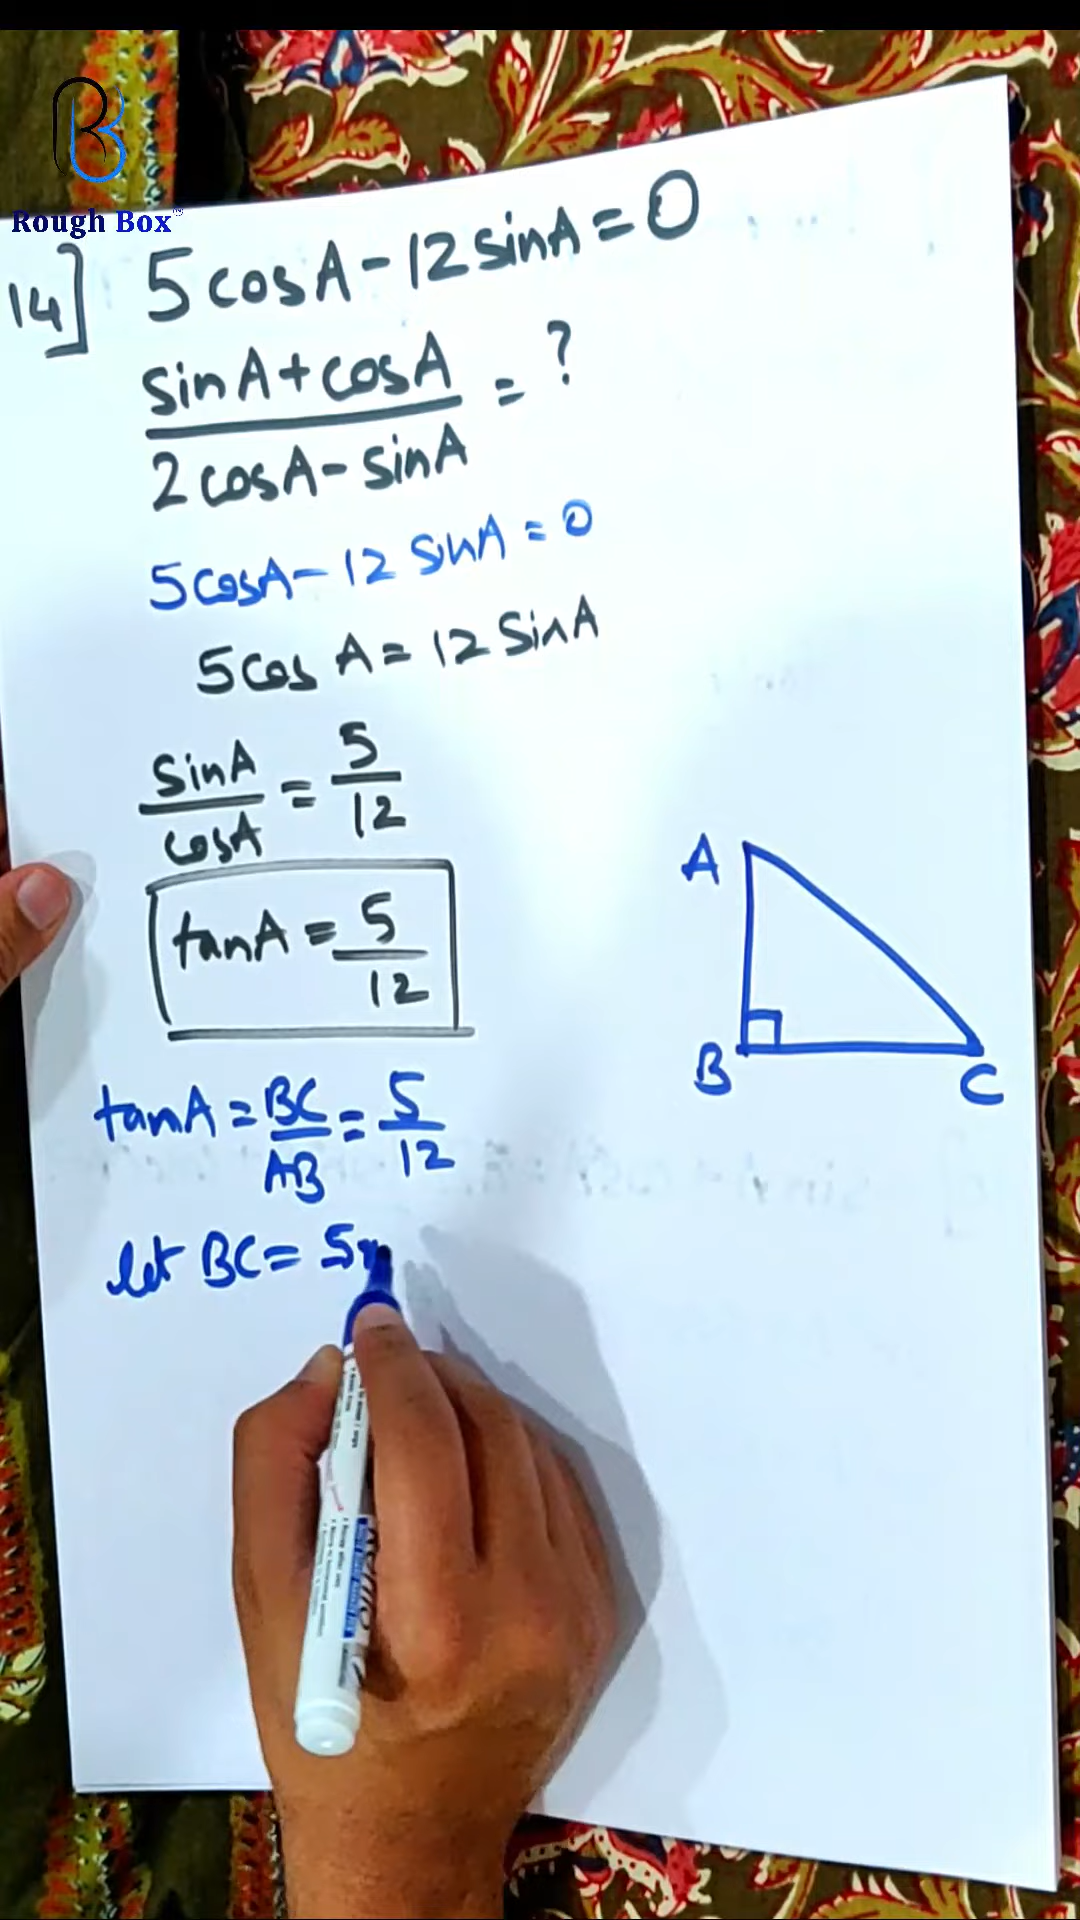 Rough Box™
14] 5 cos A - 12 sin A = 0
sin A + cos A
2 cos A - sin A
= ?
5 cos A - 12 sin A = 0
5 cos A = 12 sin A
sin A
cos A
= 5
12
tan A = 5
12
A
B
C
tan A = BC
AB
= 5
12
let BC = 5